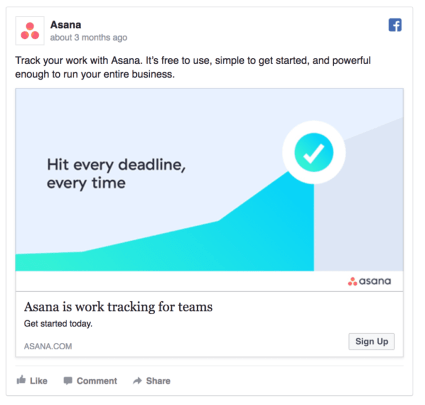 Asana
about 3 months ago
Track your work with Asana. It's free to use, simple to get started, and powerful
enough to run your entire business.
Hit every deadline,
every time
asana
Asana is work tracking for teams
Get started today.
ASANA.COM
Sign Up
Like Comment Share